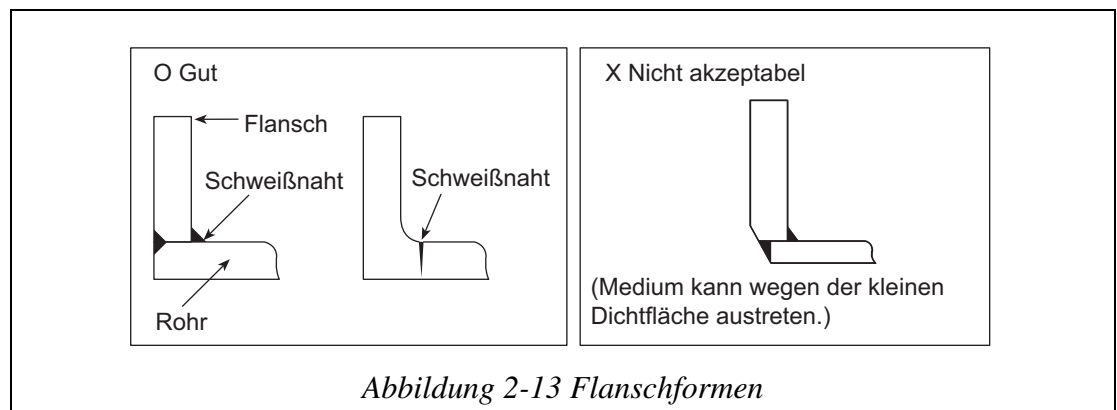 O Gut
Flansch
Schweißnaht
Schweißnaht
Rohr
X Nicht akzeptabel
(Medium kann wegen der kleinen
Dichtfläche austreten.)
Abbildung 2-13 Flanschformen